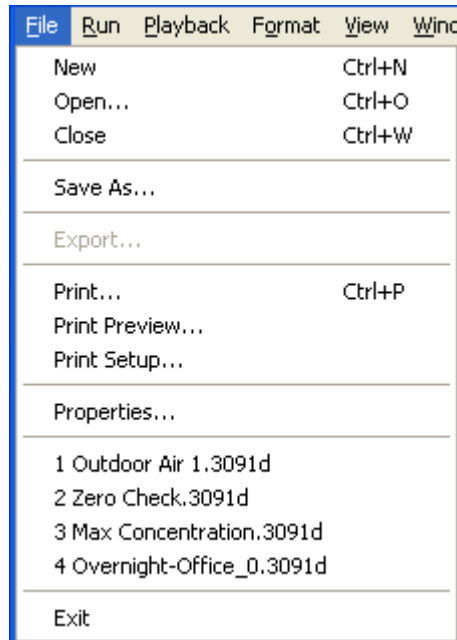 File Run Playback Format View
New Ctrl+N
Open... Ctrl+O
Close Ctrl+W
Save As...
Export...
Print... Ctrl+P
Print Preview...
Print Setup...
Properties...
1 Outdoor Air 1.3091d
2 Zero Check.3091d
3 Max Concentration.3091d
4 Overnight-Office_0.3091d
Exit